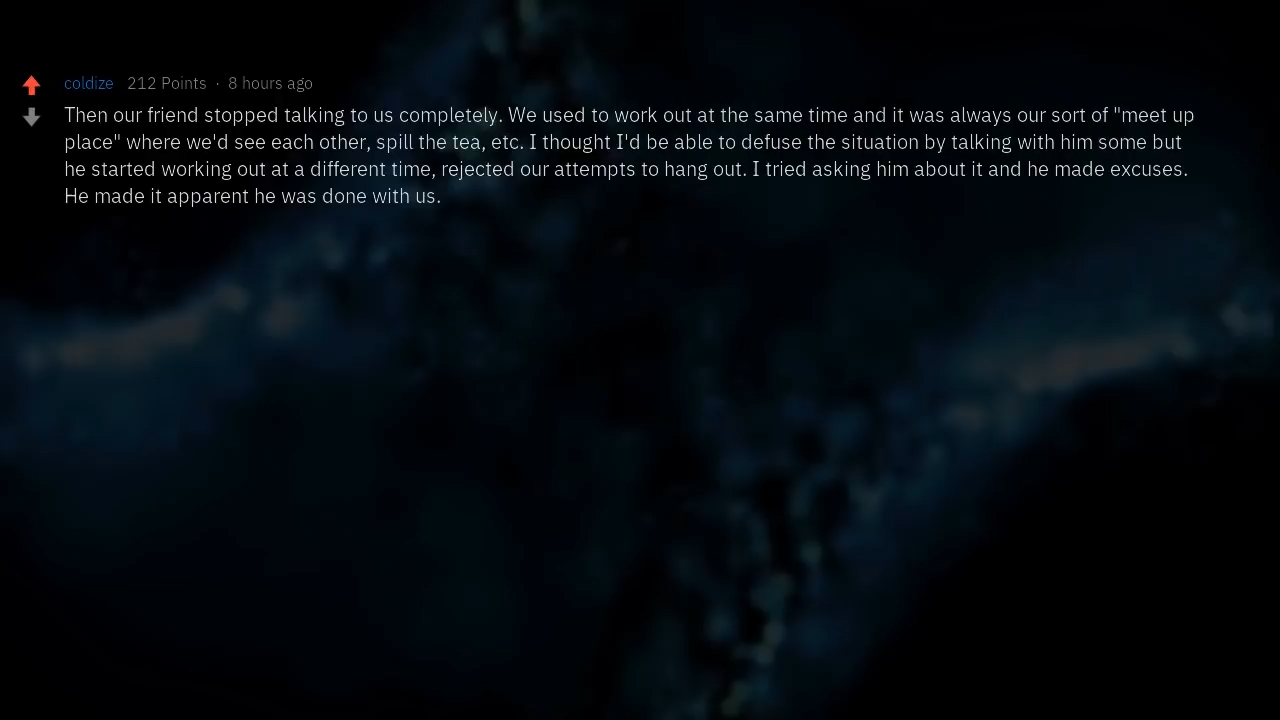 coldize 212 Points · 8 hours ago
Then our friend stopped talking to us completely. We used to work out at the same time and it was always our sort of "meet up
place" where we'd see each other, spill the tea, etc. I thought I'd be able to defuse the situation by talking with him some but
he started working out at a different time, rejected our attempts to hang out. I tried asking him about it and he made excuses.
He made it apparent he was done with us.